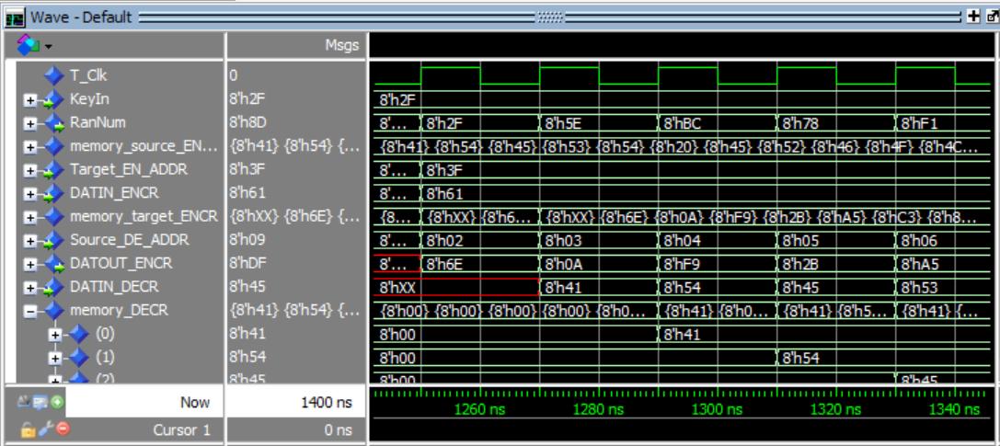 Wave - Default
Msgs
T_Clk 0
KeyIn 8'h2F 8'h2F
RanNum 8'h8D 8'... 8'h2F 8'h5E 8'hBC 8'h78 8'hF1
memory_source_EN... {8'h41} {8'h54} {... {8'h41} {8'h54} {8'h45} {8'h53} {8'h54} {8'h20} {8'h45} {8'h52} {8'h46} {8'h4F} {8'h4C...
Target_EN_ADDR 8'h3F 8'... 8'h3F
DATIN_ENCR 8'h61 8'... 8'h61
memory_target_ENCR {8'hXX} {8'h6E} {... {8... {8'hXX} {8'h6... {8'hXX} {8'h6E} {8'h0A} {8'hF9} {8'h2B} {8'hA5} {8'hC3} {8'h8...
Source_DE_ADDR 8'h09 8'... 8'h02 8'h03 8'h04 8'h05 8'h06
DATOUT_ENCR 8'hDF 8'... 8'h6E 8'h0A 8'hF9 8'h2B 8'hA5
DATIN_DECR 8'h45 8'hXX 8'h41 8'h54 8'h45 8'h53
memory_DECR {8'h41} {8'h54} {... {8'h00} {8'h00} {8'h00} {8'h00} {8'h0... {8'h41} {8'h0... {8'h41} {8'h5... {8'h41} {...
(0) 8'h41 8'h00 8'h41
(1) 8'h54 8'h00 8'h54
(2) 8'h45 8'h00 8'h45
Now 1400 ns 1260 ns 1280 ns 1300 ns 1320 ns 1340 ns
Cursor 1 0 ns